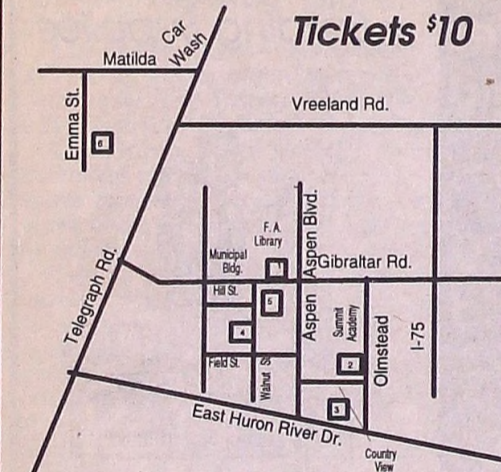 Tickets $10
Car
Wash
Matilda
Vreeland Rd.
Emma St.
6
Telegraph Rd.
F. A.
Library
Municipal
Bldg.
Aspen Blvd.
Gibraltar Rd.
1
Hill St.
5
4
Aspen
Summit
Academy
2
Olmstead
I-75
Field St.
Walnut St
3
East Huron River Dr.
Country
View